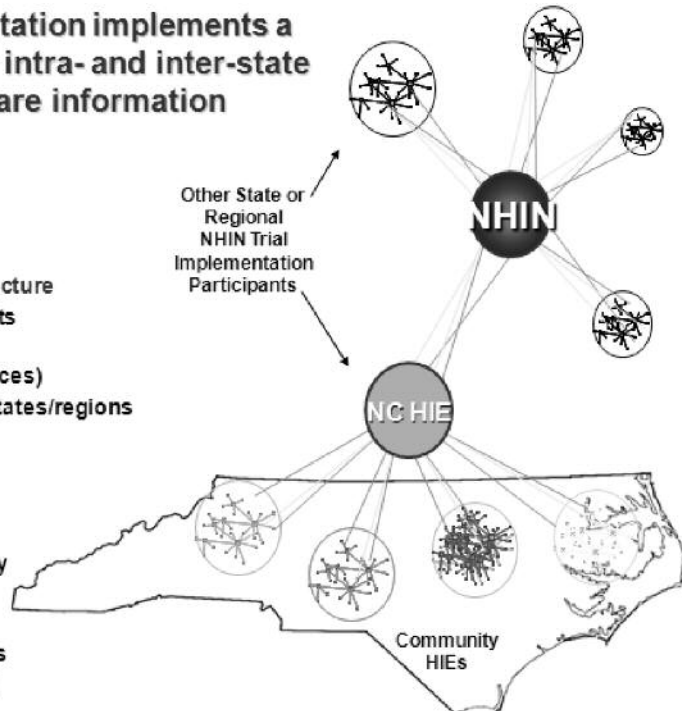 tation implements a
intra- and inter-state
are information
Other State or
Regional
NHIN Trial
Implementation
Participants
NHIN
cture
ts
ces)
tates/regions
NC HIE
y
s
Community
HIEs